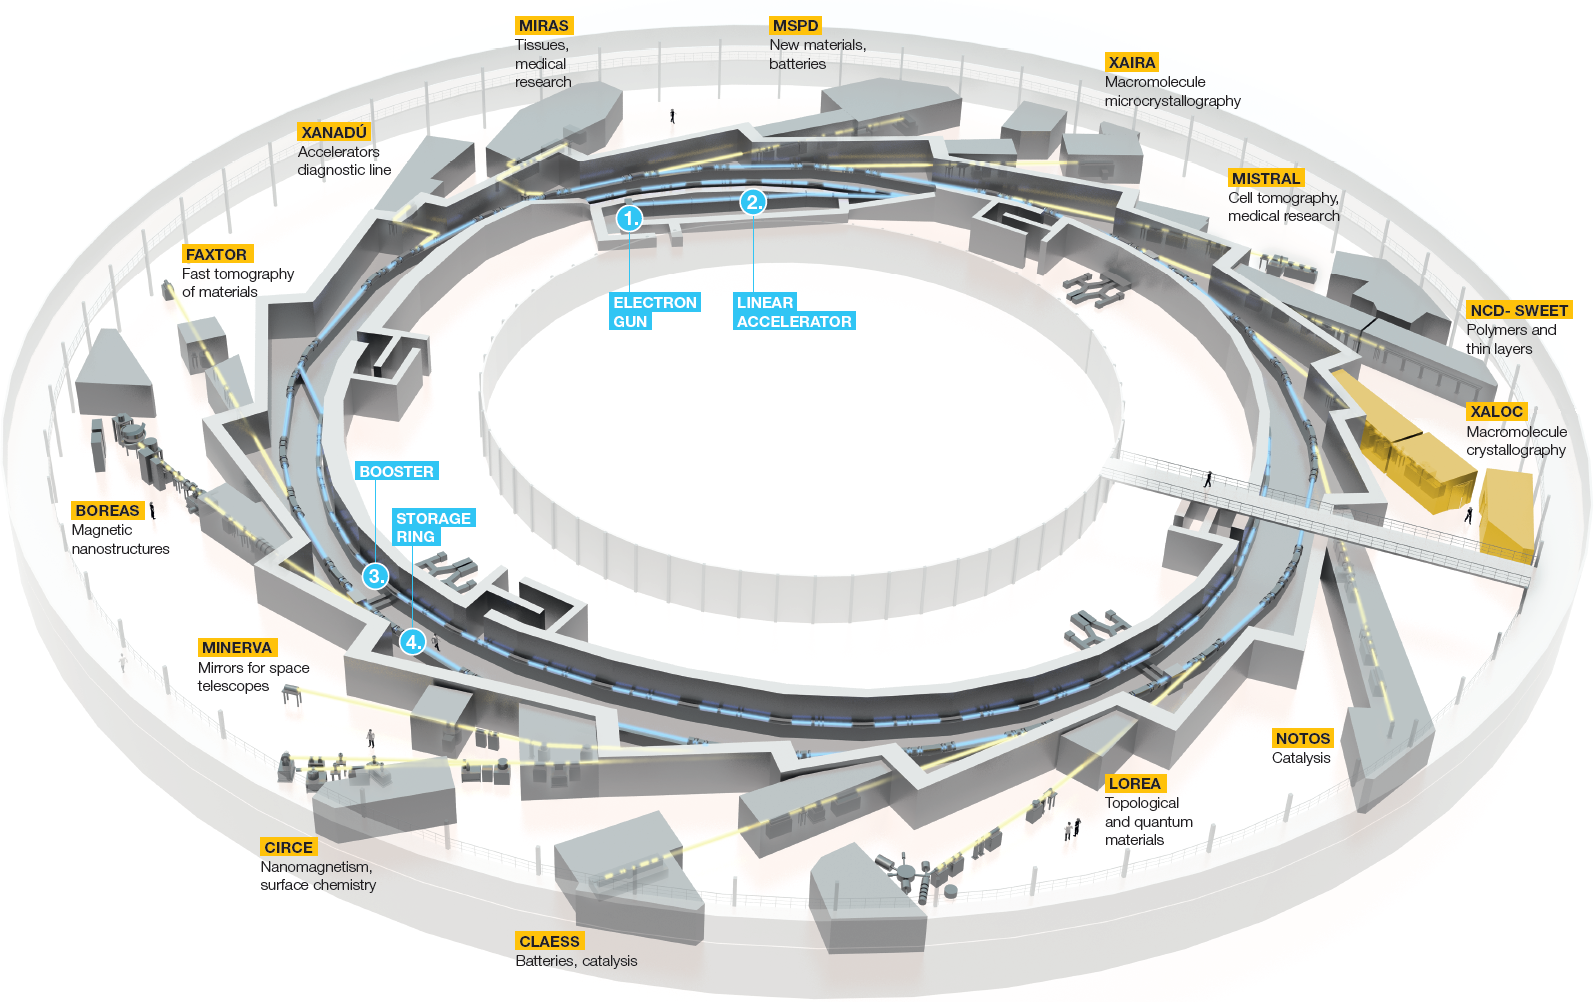 MIRAS
Tissues,
medical
research
MSPD
New materials,
batteries
XAIRA
Macromolecule
microcrystallography
XANADÚ
Accelerators
diagnostic line
MISTRAL
Cell tomography,
medical research
FAXTOR
Fast tomography
of materials
1.
2.
ELECTRON
GUN
LINEAR
ACCELERATOR
NCD- SWEET
Polymers and
thin layers
XALOC
Macromolecule
crystallography
BOOSTER
STORAGE
RING
BOREAS
Magnetic
nanostructures
3.
4.
MINERVA
Mirrors for space
telescopes
NOTOS
Catalysis
LOREA
Topological
and quantum
materials
CIRCE
Nanomagnetism,
surface chemistry
CLAESS
Batteries, catalysis